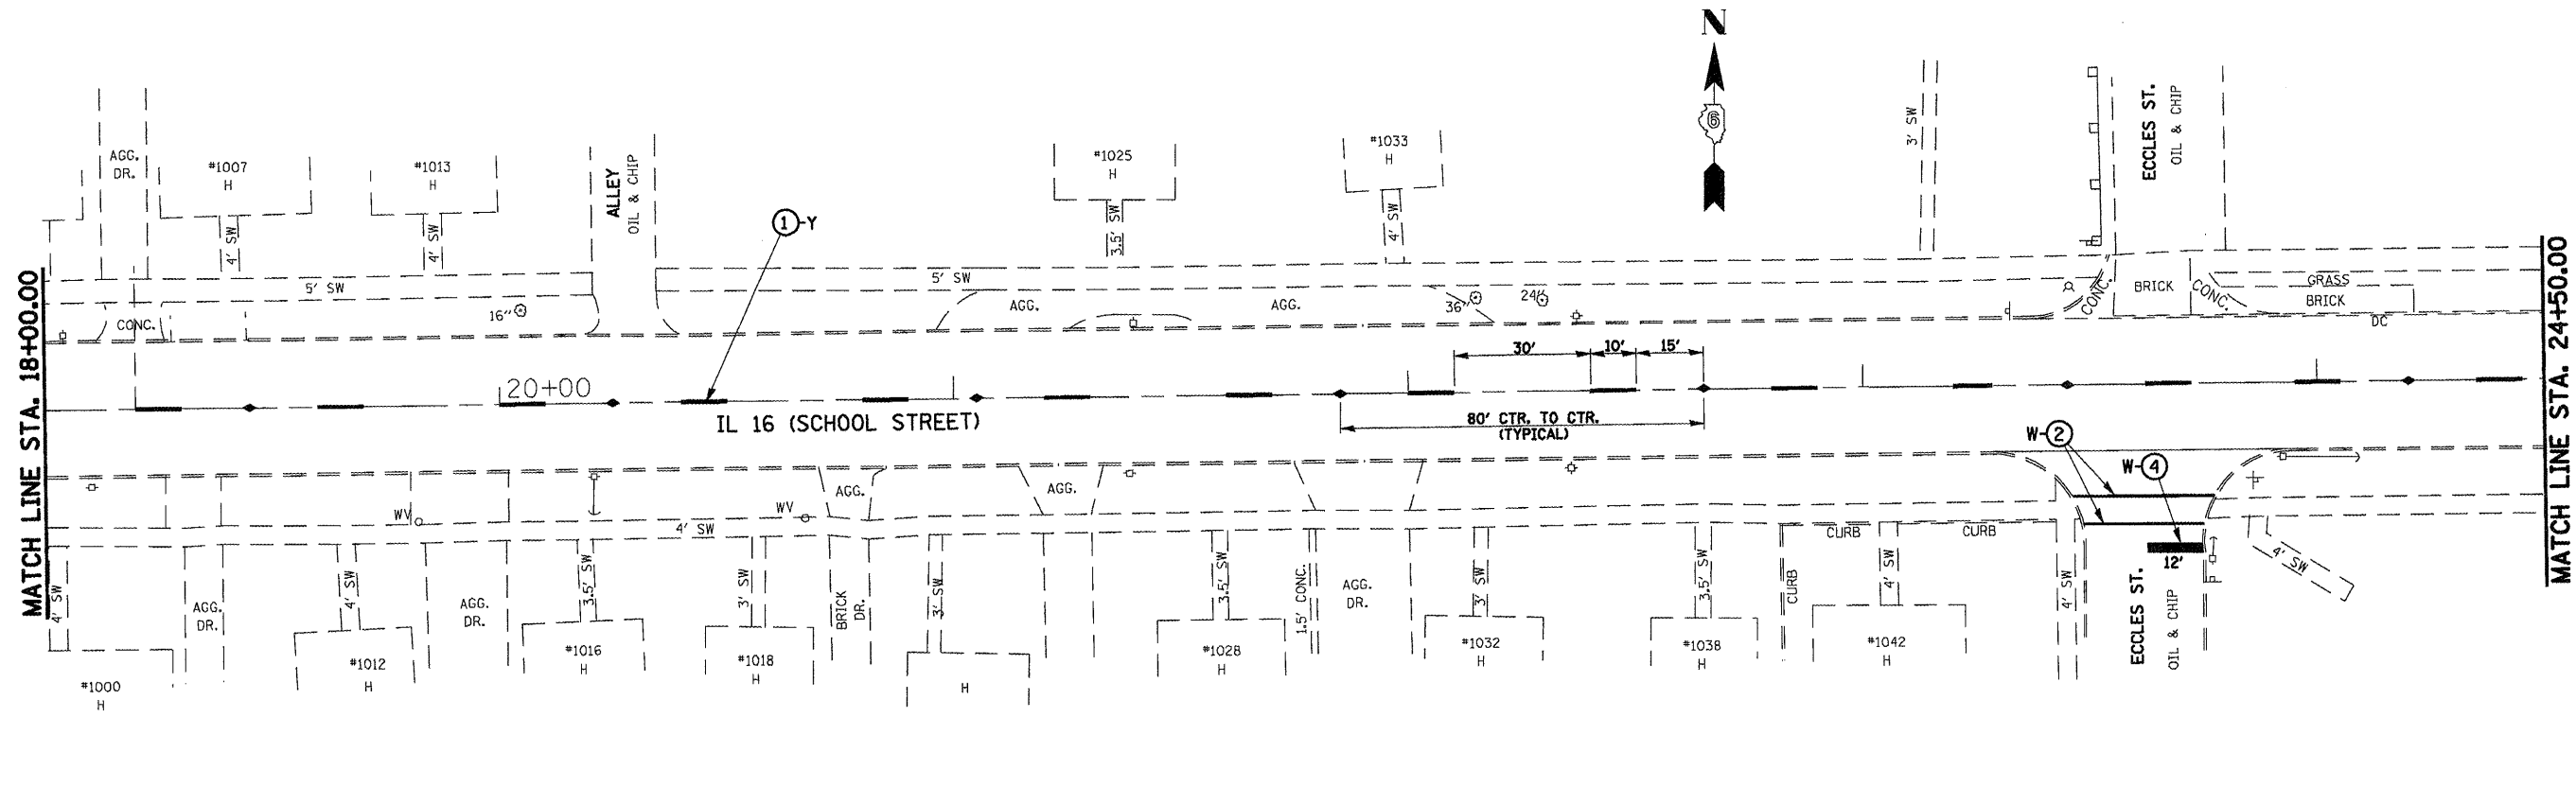 N
6
MATCH LINE STA. 18+00.00
AGG.
DR.
#1007
H
4' SW
#1013
H
4' SW
ALLEY
OIL & CHIP
1-Y
#1025
H
3.5' SW
#1033
H
4' SW
3' SW
ECCLES ST.
OIL & CHIP
5' SW
5' SW
CONC.
16"
AGG.
AGG.
36"
24"
CONC.
BRICK
CONC.
GRASS
BRICK
DC
30'
10'
15'
20+00
IL 16 (SCHOOL STREET)
80' CTR. TO CTR.
(TYPICAL)
W-2
W-4
12'
MATCH LINE STA. 24+50.00
WV
4' SW
WV
AGG.
AGG.
CURB
CURB
CURB
4' SW
AGG.
DR.
4' SW
AGG.
DR.
3.5' SW
3' SW
BRICK
DR.
3' SW
3.5' SW
1.5' CONC.
AGG.
DR.
3' SW
3.5' SW
4' SW
4' SW
ECCLES ST.
OIL & CHIP
4' SW
#1000
H
#1012
H
#1016
H
#1018
H
H
#1028
H
#1032
H
#1038
H
#1042
H